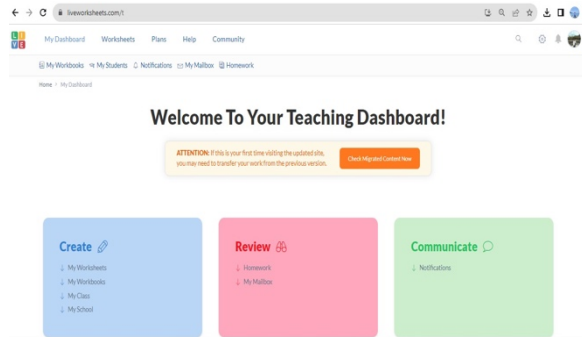 liveworksheets.com/t
LIVE
My Dashboard Worksheets Plans Help Community
My Workbooks My Students Notifications My Mailbox Homework
Home > My Dashboard
Welcome To Your Teaching Dashboard!
ATTENTION: If this is your first time visiting the updated site,
you may need to transfer your work from the previous version.
Check Migrated Content Now
Create
↓ My Worksheets
↓ My Workbooks
↓ My Class
↓ My School
Review
↓ Homework
↓ My Mailbox
Communicate
↓ Notifications